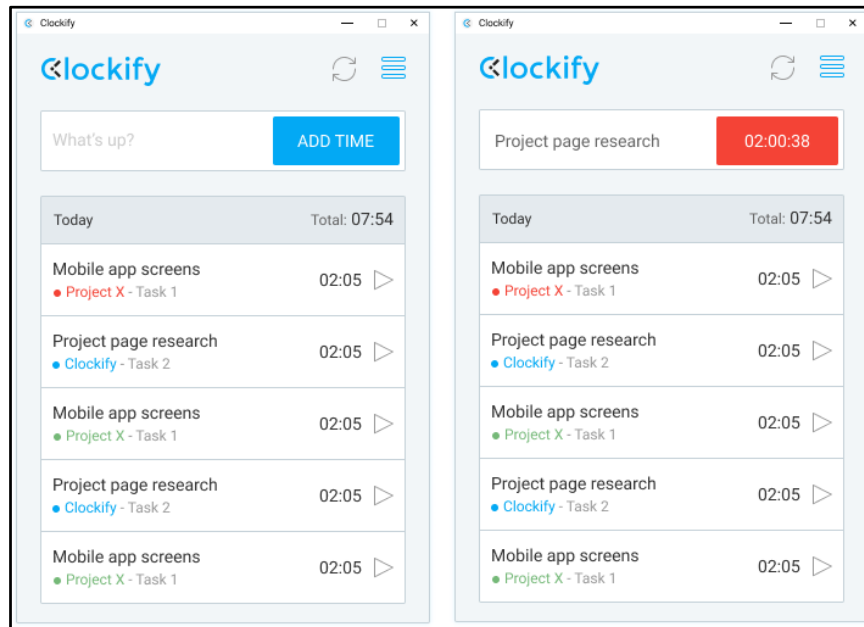 Clockify
Clockify
What's up? ADD TIME
Today Total: 07:54
Mobile app screens 02:05
Project X - Task 1
Project page research 02:05
Clockify - Task 2
Mobile app screens 02:05
Project X - Task 1
Project page research 02:05
Clockify - Task 2
Mobile app screens 02:05
Project X - Task 1
Clockify
Clockify
Project page research 02:00:38
Today Total: 07:54
Mobile app screens 02:05
Project X - Task 1
Project page research 02:05
Clockify - Task 2
Mobile app screens 02:05
Project X - Task 1
Project page research 02:05
Clockify - Task 2
Mobile app screens 02:05
Project X - Task 1